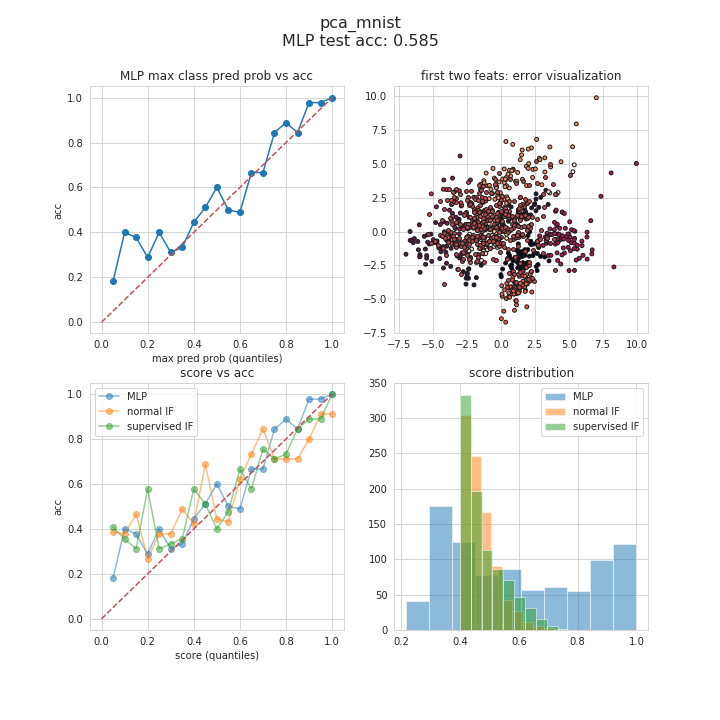 pca_mnist
MLP test acc: 0.585
MLP max class pred prob vs acc
1.0
0.8
0.6
0.4
0.2
0.0
acc
0.0 0.2 0.4 0.6 0.8 1.0
max pred prob (quantiles)
first two feats: error visualization
10.0
7.5
5.0
2.5
0.0
−2.5
−5.0
−7.5
−7.5 −5.0 −2.5 0.0 2.5 5.0 7.5 10.0
score vs acc
MLP
normal IF
supervised IF
1.0
0.8
0.6
0.4
0.2
0.0
acc
0.0 0.2 0.4 0.6 0.8 1.0
score (quantiles)
score distribution
MLP
normal IF
supervised IF
350
300
250
200
150
100
50
0
0.2 0.4 0.6 0.8 1.0